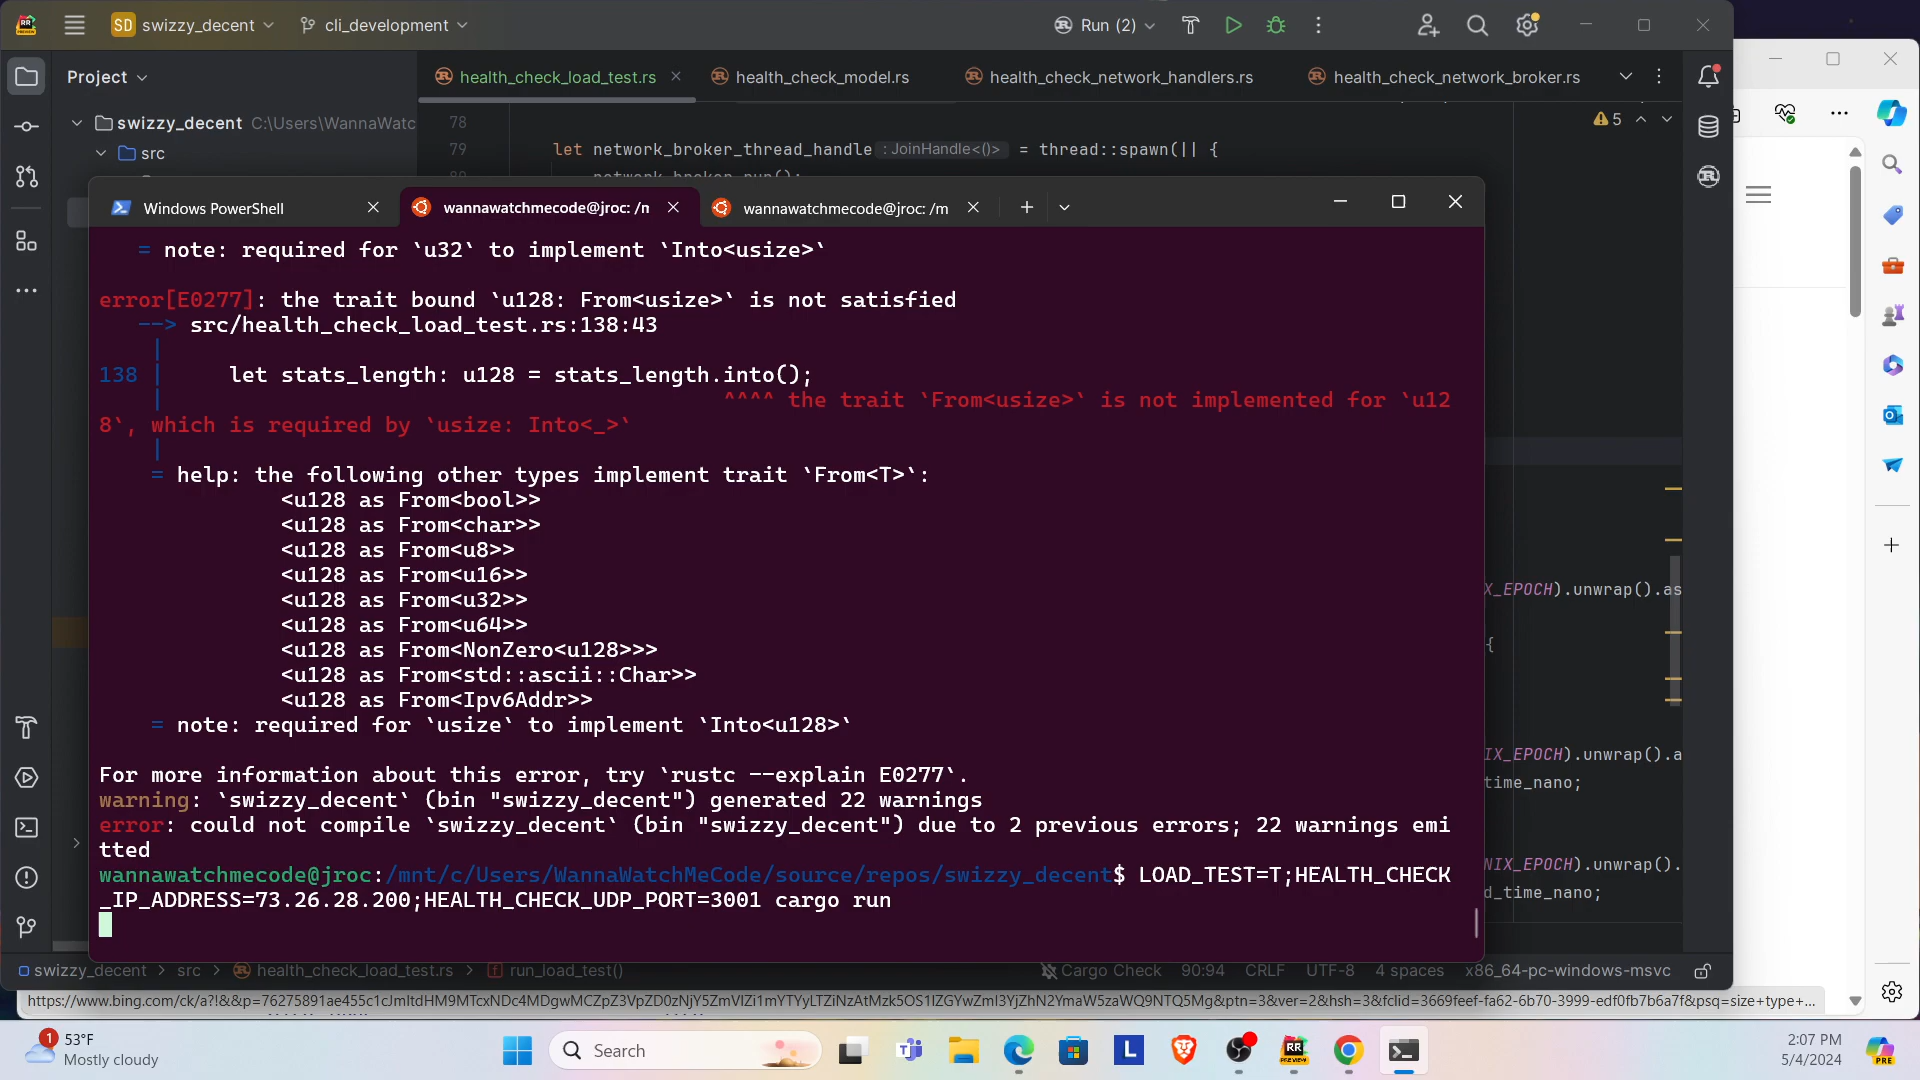 SD swizzy_decent
cli_development
Run (2)
Project
health_check_load_test.rs
health_check_model.rs
health_check_network_handlers.rs
health_check_network_broker.rs
swizzy_decent C:\Users\WannaWatc
src
78
79 let network_broker_thread_handle : JoinHandle<()> = thread::spawn(|| {
5
Windows PowerShell
wannawatchmecode@jroc: /n
wannawatchmecode@jroc: /m
= note: required for `u32` to implement `Into<usize>`
error[E0277]: the trait bound `u128: From<usize>` is not satisfied
--> src/health_check_load_test.rs:138:43
|
138 | let stats_length: u128 = stats_length.into();
| ^^^^ the trait `From<usize>` is not implemented for `u12
8`, which is required by `usize: Into<_>`
|
= help: the following other types implement trait `From<T>`:
<u128 as From<bool>>
<u128 as From<char>>
<u128 as From<u8>>
<u128 as From<u16>>
<u128 as From<u32>>
<u128 as From<u64>>
<u128 as From<NonZero<u128>>>
<u128 as From<std::ascii::Char>>
<u128 as From<Ipv6Addr>>
= note: required for `usize` to implement `Into<u128>`
For more information about this error, try `rustc --explain E0277`.
warning: `swizzy_decent` (bin "swizzy_decent") generated 22 warnings
error: could not compile `swizzy_decent` (bin "swizzy_decent") due to 2 previous errors; 22 warnings emi
tted
wannawatchmecode@jroc:/mnt/c/Users/WannaWatchMeCode/source/repos/swizzy_decent$ LOAD_TEST=T;HEALTH_CHECK
_IP_ADDRESS=73.26.28.200;HEALTH_CHECK_UDP_PORT=3001 cargo run
X_EPOCH).unwrap().as
{
IX_EPOCH).unwrap().a
time_nano;
NIX_EPOCH).unwrap().
d_time_nano;
swizzy_decent > src > health_check_load_test.rs > run_load_test()
Cargo Check 90:94 CRLF UTF-8 4 spaces x86_64-pc-windows-msvc
1
53°F
Mostly cloudy
Search
2:07 PM
5/4/2024